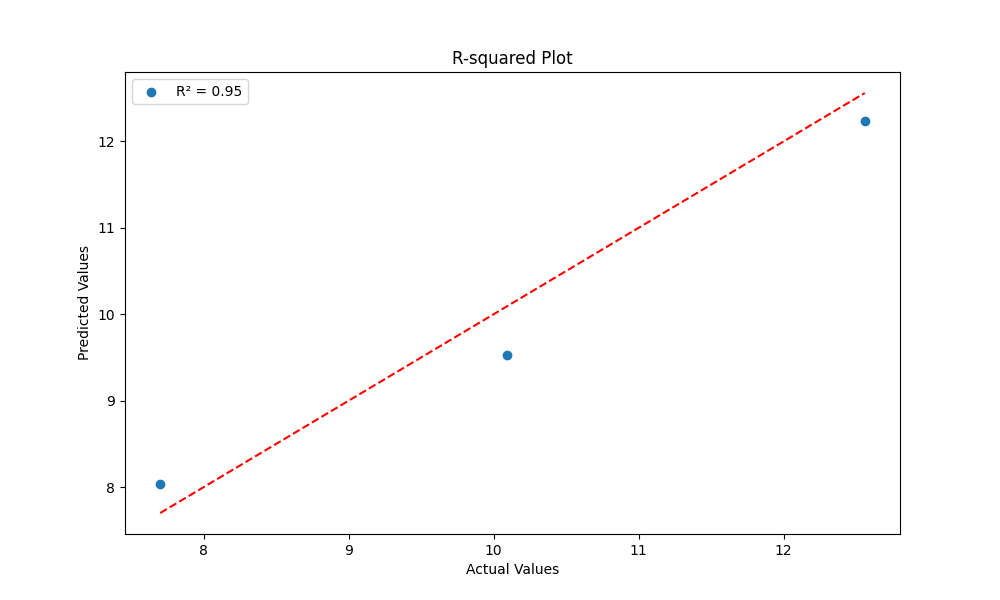 R-squared Plot
R² = 0.95
12
11
10
9
8
Predicted Values
8
9
10
11
12
Actual Values